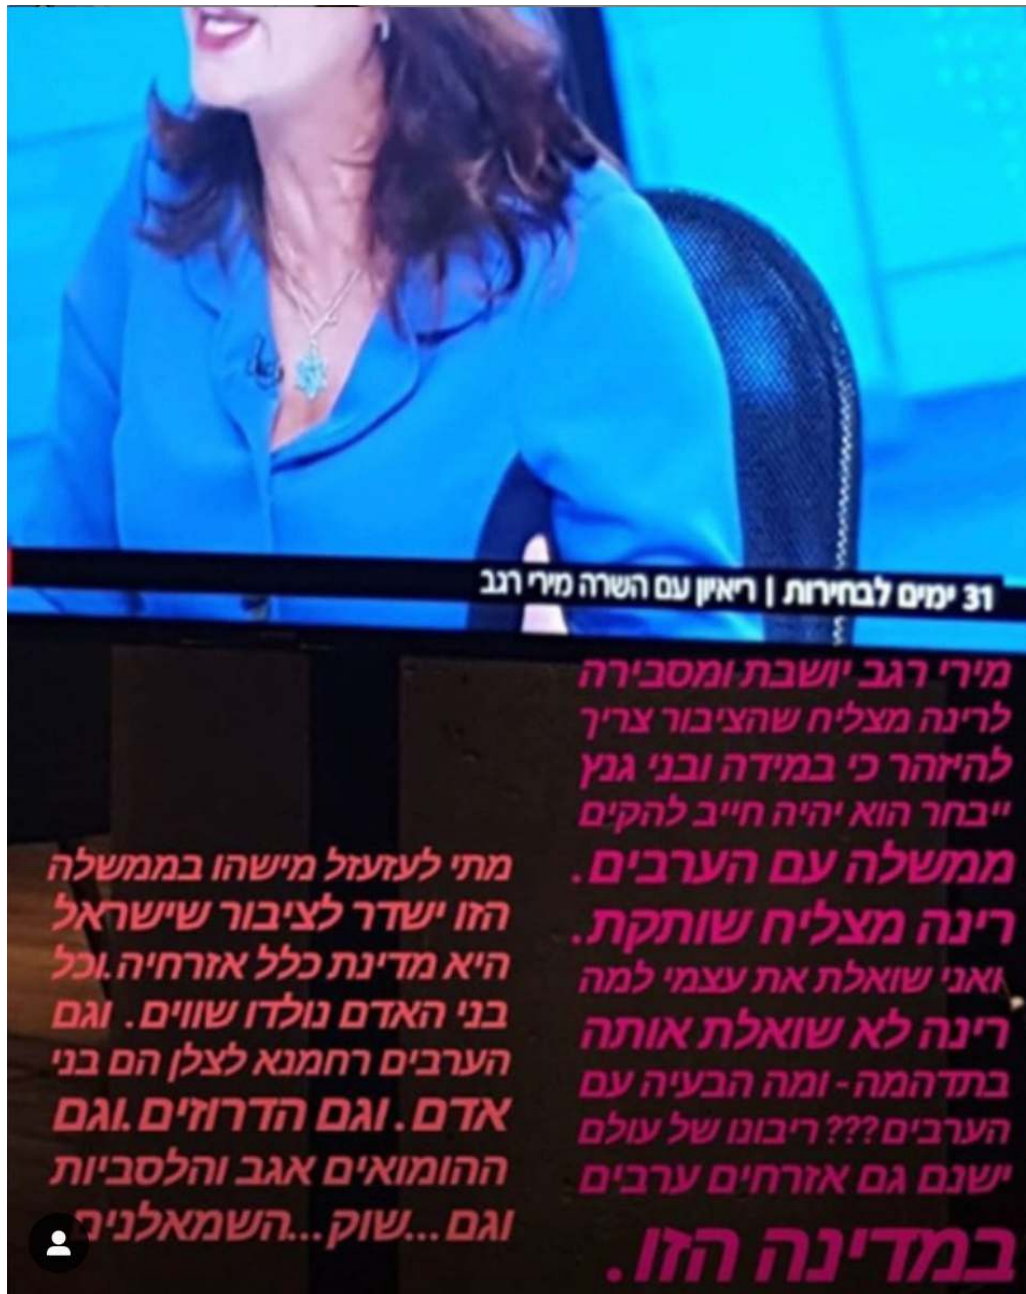 31 ימים לבחירות | ריאיון עם השרה מירי רגב
מירי רגב יושבת ומסבירה
לרינה מצליח שהציבור צריך
להיזהר כי במידה ובני גנץ
ייבחר הוא יהיה חייב להקים
ממשלה עם הערבים.
רינה מצליח שותקת.
ואני שואלת את עצמי למה
רינה לא שואלת אותה
בתדהמה - ומה הבעיה עם
הערבים??? ריבונו של עולם
ישנם גם אזרחים ערבים
במדינה הזו.
מתי לעזעזל מישהו בממשלה
הזו ישדר לציבור שישראל
היא מדינת כלל אזרחיה.וכל
בני האדם נולדו שווים. וגם
הערבים רחמנא לצלן הם בני
אדם. וגם הדרוזים.וגם
ההומואים אגב והלסביות
וגם...שוק...השמאלנים